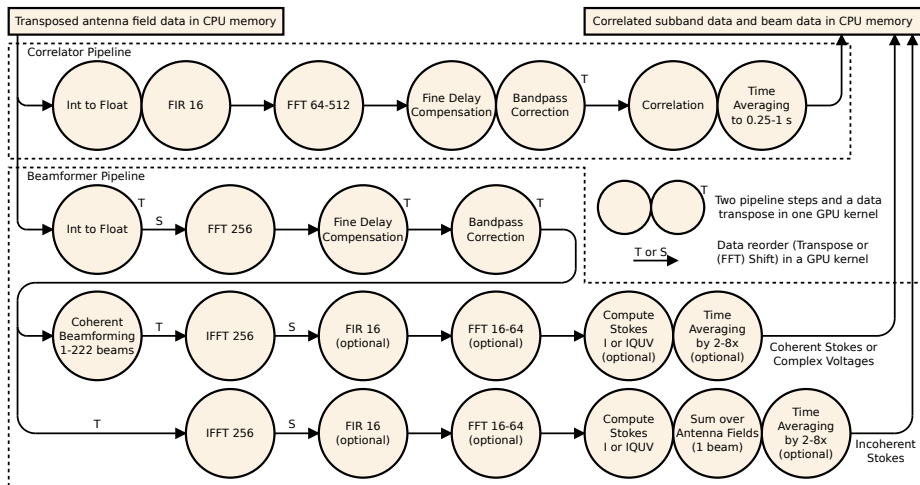 Transposed antenna field data in CPU memory
Correlated subband data and beam data in CPU memory
Correlator Pipeline
Int to Float
FIR 16
FFT 64-512
Fine Delay
Compensation
Bandpass
Correction
T
Correlation
Time
Averaging
to 0.25-1 s
Beamformer Pipeline
Int to Float
T
S
FFT 256
Fine Delay
Compensation
T
Bandpass
Correction
T
T
Two pipeline steps and a data
transpose in one GPU kernel
T or S
Data reorder (Transpose or
(FFT) Shift) in a GPU kernel
Coherent
Beamforming
1-222 beams
T
IFFT 256
S
FIR 16
(optional)
FFT 16-64
(optional)
Compute
Stokes
I or IQUV
(optional)
Time
Averaging
by 2-8x
(optional)
Coherent Stokes or
Complex Voltages
T
IFFT 256
S
FIR 16
(optional)
FFT 16-64
(optional)
Compute
Stokes
I or IQUV
Sum over
Antenna Fields
(1 beam)
Time
Averaging
by 2-8x
(optional)
Incoherent
Stokes